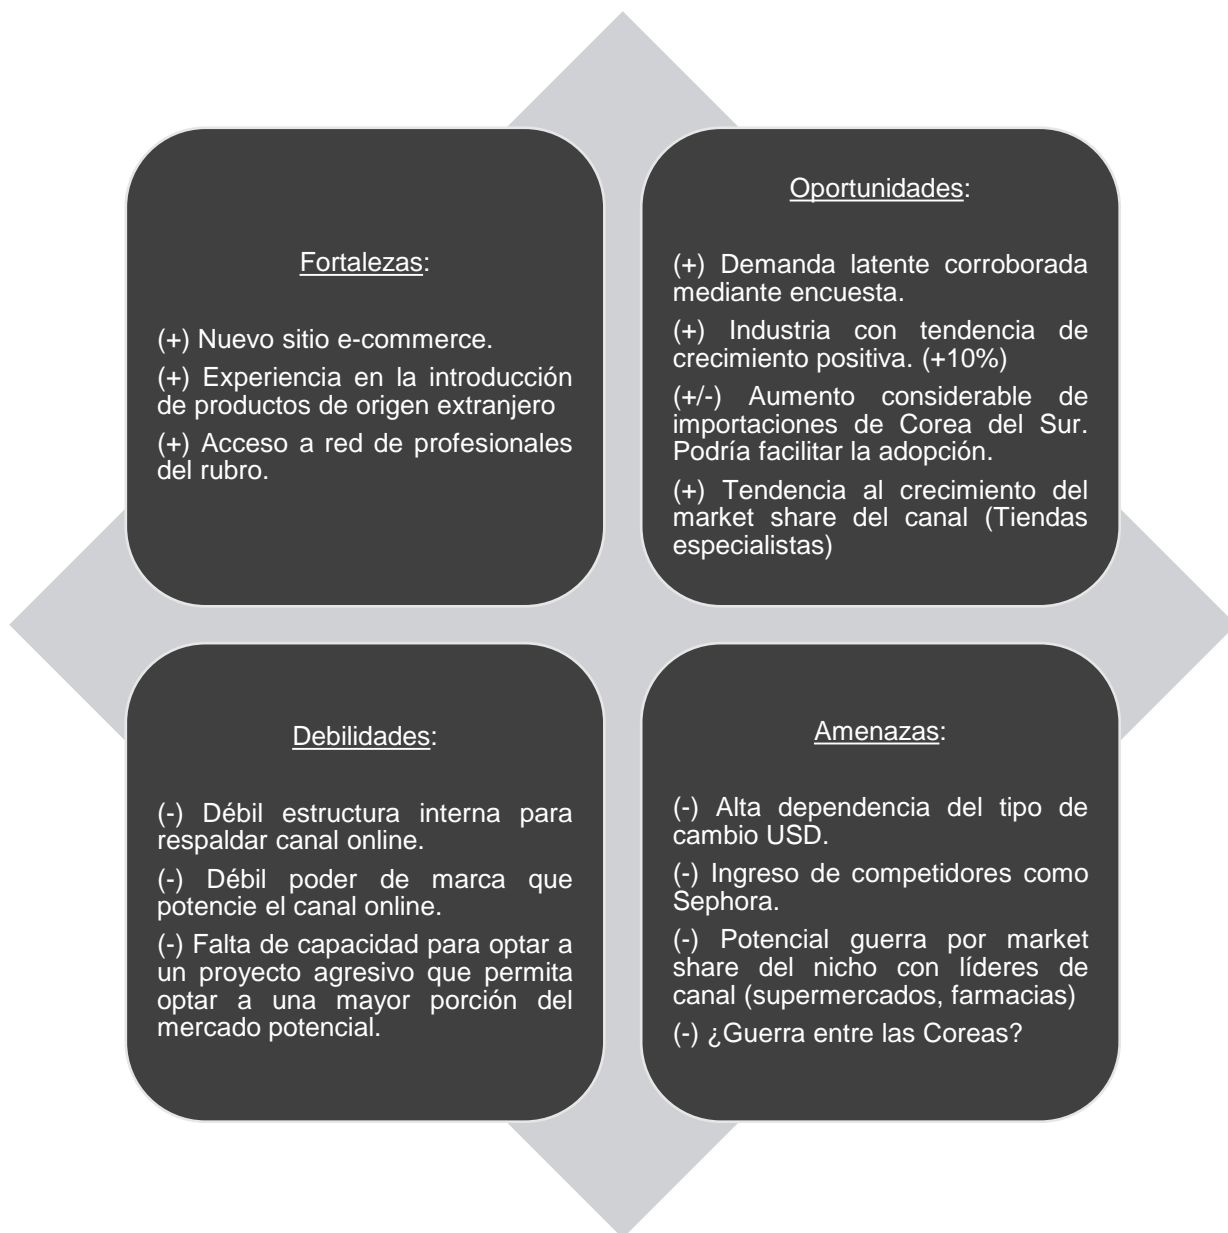 Fortalezas:
(+) Nuevo sitio e-commerce.
(+) Experiencia en la introducción
de productos de origen extranjero
(+) Acceso a red de profesionales
del rubro.
Oportunidades:
(+) Demanda latente corroborada
mediante encuesta.
(+) Industria con tendencia de
crecimiento positiva. (+10%)
(+/-) Aumento considerable de
importaciones de Corea del Sur.
Podría facilitar la adopción.
(+) Tendencia al crecimiento del
market share del canal (Tiendas
especialistas)
Debilidades:
(-) Débil estructura interna para
respaldar canal online.
(-) Débil poder de marca que
potencie el canal online.
(-) Falta de capacidad para optar a
un proyecto agresivo que permita
optar a una mayor porción del
mercado potencial.
Amenazas:
(-) Alta dependencia del tipo de
cambio USD.
(-) Ingreso de competidores como
Sephora.
(-) Potencial guerra por market
share del nicho con líderes de
canal (supermercados, farmacias)
(-) ¿Guerra entre las Coreas?